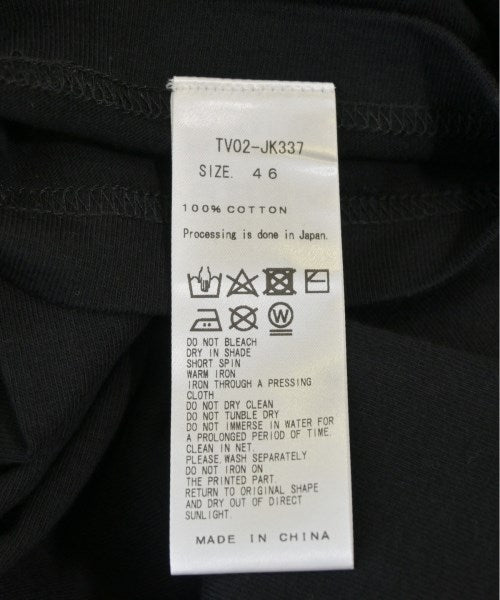 TV02-JK337
SIZE. 46
100% COTTON
Processing is done in Japan.
W
DO NOT BLEACH
DRY IN SHADE
SHORT SPIN
WARM IRON
IRON THROUGH A PRESSING
CLOTH
DO NOT DRY CLEAN
DO NOT TUNBLE DRY
DO NOT IMMERSE IN WATER FOR
A PROLONGED PERIOD OF TIME.
CLEAN IN NET.
PLEASE WASH SEPARATELY.
DO NOT IRON ON
THE PRINTED PART.
RETURN TO ORIGINAL SHAPE
AND DRY OUT OF DIRECT
SUNLIGHT.
MADE IN CHINA